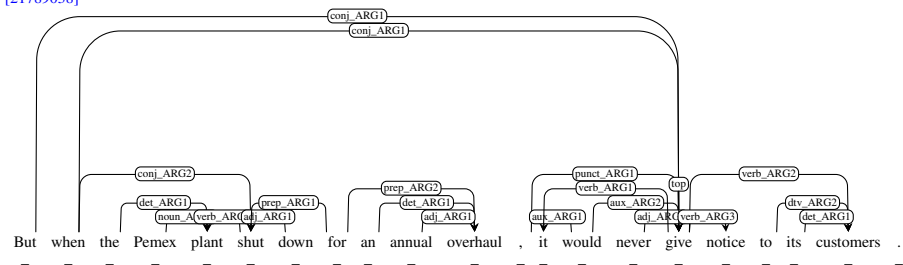 [21769036]
conj_ARG1
conj_ARG1
conj_ARG2 punct_ARG1 verb_ARG2
prep_ARG2 verb_ARG1 top
det_ARG1 prep_ARG1 det_ARG1 aux_ARG2 dtv_ARG2
noun_A verb_ARG adj_ARG1 adj_ARG1 aux_ARG1 adj_ARG verb_ARG3 det_ARG1
But when the Pemex plant shut down for an annual overhaul , it would never give notice to its customers .
_ _ _ _ _ _ _ _ _ _ _ _ _ _ _ _ _ _ _ _ _